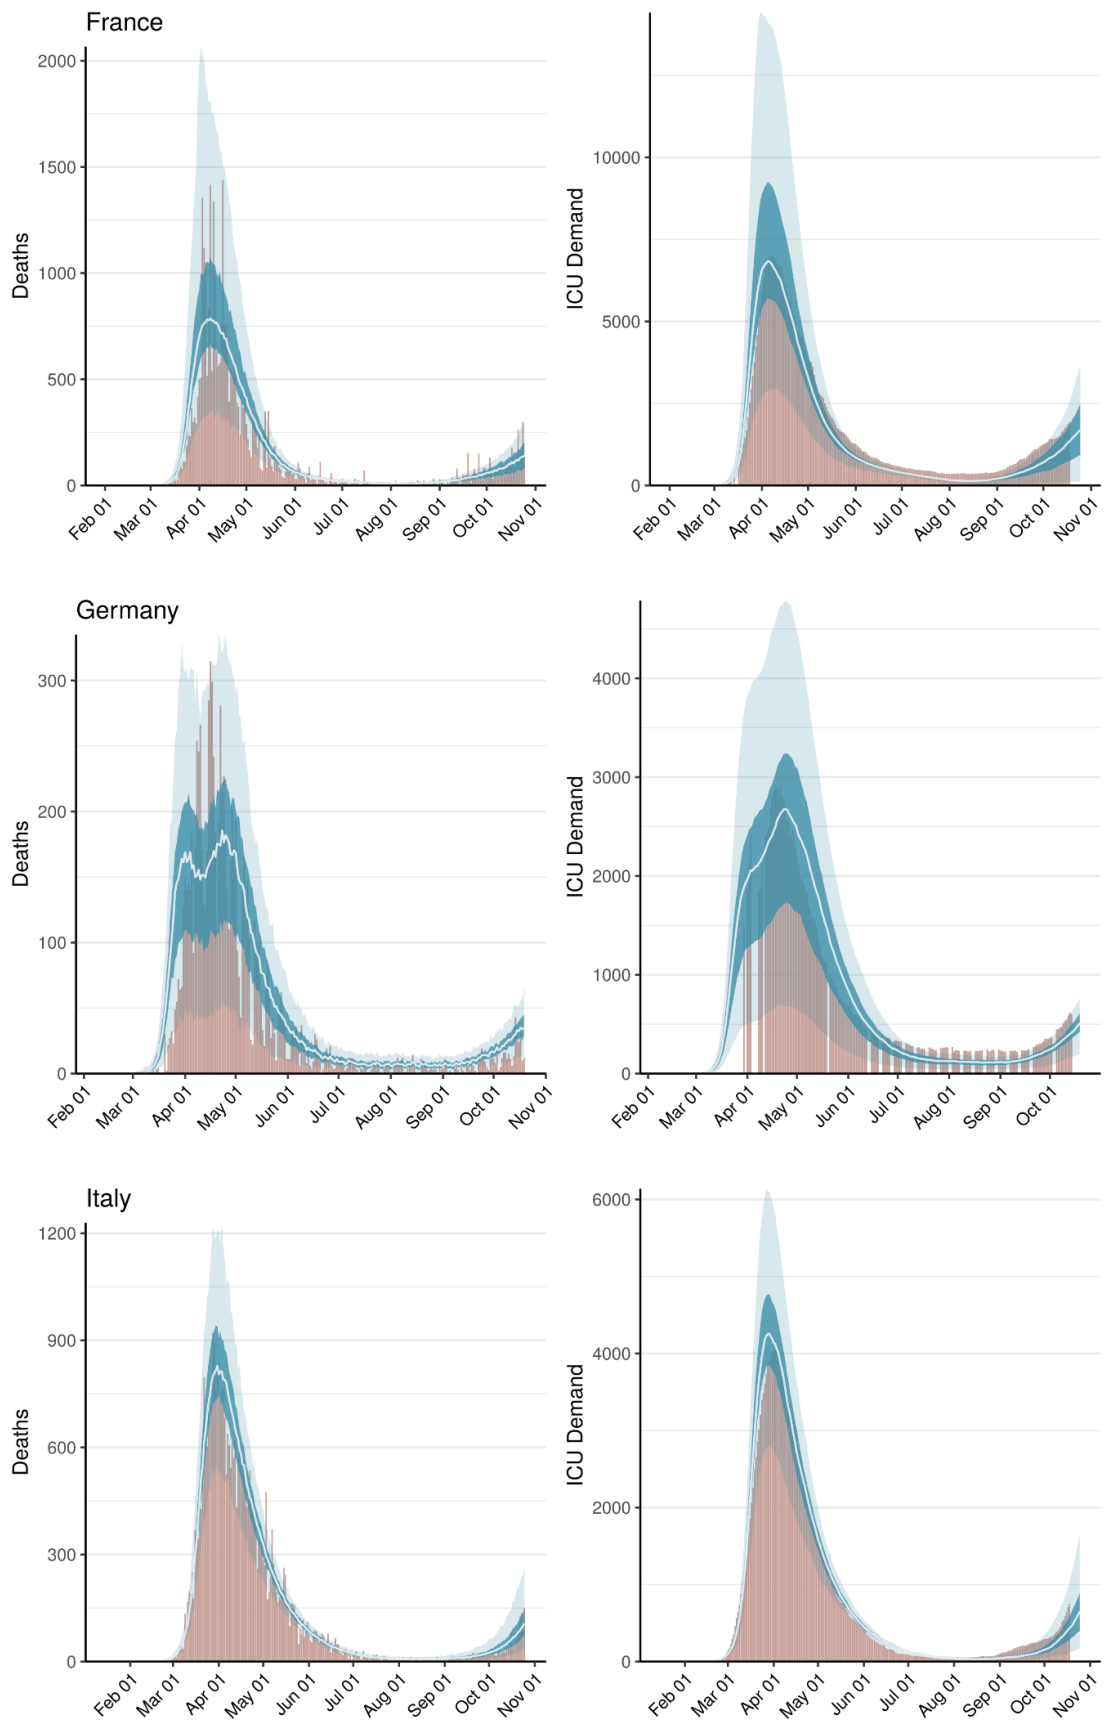 France
2000
1500
1000
500
0
Deaths
Feb 01 Mar 01 Apr 01 May 01 Jun 01 Jul 01 Aug 01 Sep 01 Oct 01 Nov 01
10000
5000
0
ICU Demand
Feb 01 Mar 01 Apr 01 May 01 Jun 01 Jul 01 Aug 01 Sep 01 Oct 01 Nov 01
Germany
300
200
100
0
Deaths
Feb 01 Mar 01 Apr 01 May 01 Jun 01 Jul 01 Aug 01 Sep 01 Oct 01 Nov 01
4000
3000
2000
1000
0
ICU Demand
Feb 01 Mar 01 Apr 01 May 01 Jun 01 Jul 01 Aug 01 Sep 01 Oct 01
Italy
1200
900
600
300
0
Deaths
Feb 01 Mar 01 Apr 01 May 01 Jun 01 Jul 01 Aug 01 Sep 01 Oct 01 Nov 01
6000
4000
2000
0
ICU Demand
Feb 01 Mar 01 Apr 01 May 01 Jun 01 Jul 01 Aug 01 Sep 01 Oct 01 Nov 01